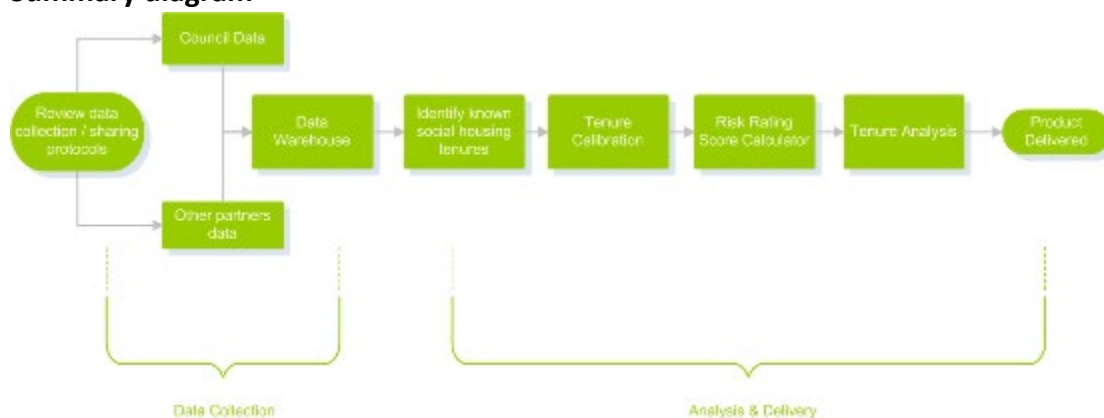 Summary diagram
Council Data
Review data
collection / sharing
protocols
Data
Warehouse
Identify known
social housing
tenures
Tenure
Calibration
Risk Rating
Score Calculator
Tenure Analysis
Product
Delivered
Other partners
data
Data Collection
Analysis & Delivery